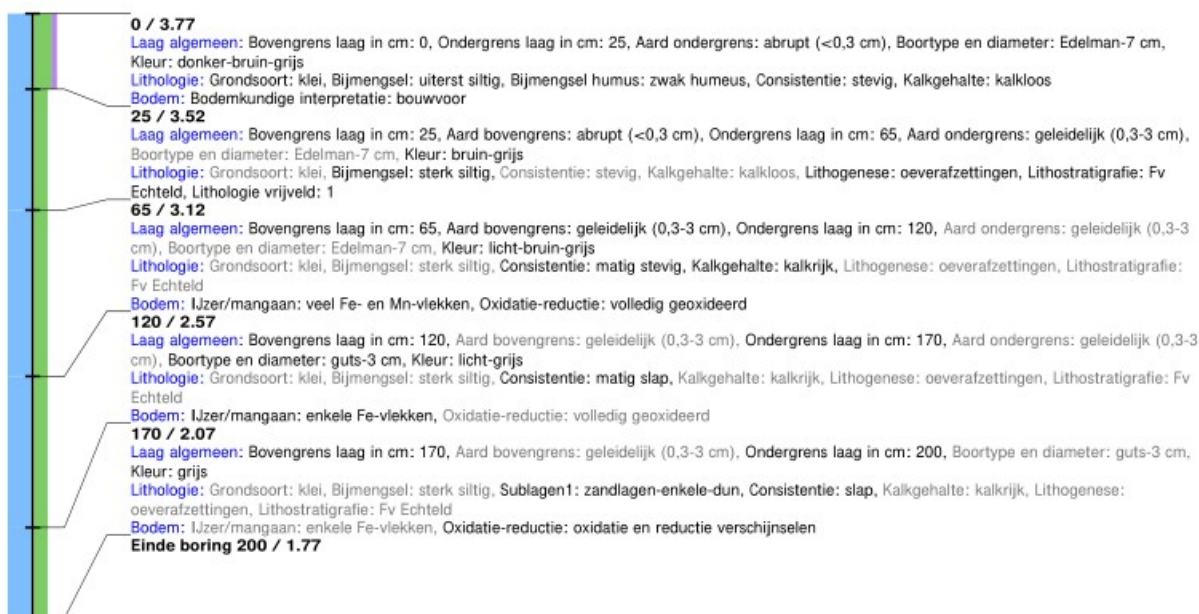 0 / 3.77
Laag algemeen: Bovengrens laag in cm: 0, Ondergrens laag in cm: 25, Aard ondergrens: abrupt (<0,3 cm), Boortype en diameter: Edelman-7 cm,
Kleur: donker-bruin-grijs
Lithologie: Grondsoort: klei, Bijmengsel: uiterst siltig, Bijmengsel humus: zwak humeus, Consistentie: stevig, Kalkgehalte: kalkloos
Bodem: Bodemkundige interpretatie: bouwvoor
25 / 3.52
Laag algemeen: Bovengrens laag in cm: 25, Aard bovengrens: abrupt (<0,3 cm), Ondergrens laag in cm: 65, Aard ondergrens: geleidelijk (0,3-3 cm),
Boortype en diameter: Edelman-7 cm, Kleur: bruin-grijs
Lithologie: Grondsoort: klei, Bijmengsel: sterk siltig, Consistentie: stevig, Kalkgehalte: kalkloos, Lithogenese: oeverafzettingen, Lithostratigrafie: Fv
Echteld, Lithologie vrijveld: 1
65 / 3.12
Laag algemeen: Bovengrens laag in cm: 65, Aard bovengrens: geleidelijk (0,3-3 cm), Ondergrens laag in cm: 120, Aard ondergrens: geleidelijk (0,3-3
cm), Boortype en diameter: Edelman-7 cm, Kleur: licht-bruin-grijs
Lithologie: Grondsoort: klei, Bijmengsel: sterk siltig, Consistentie: matig stevig, Kalkgehalte: kalkrijk, Lithogenese: oeverafzettingen, Lithostratigrafie:
Fv Echteld
Bodem: IJzer/mangaan: veel Fe- en Mn-vlekken, Oxidatie-reductie: volledig geoxideerd
120 / 2.57
Laag algemeen: Bovengrens laag in cm: 120, Aard bovengrens: geleidelijk (0,3-3 cm), Ondergrens laag in cm: 170, Aard ondergrens: geleidelijk (0,3-3
cm), Boortype en diameter: guts-3 cm, Kleur: licht-grijs
Lithologie: Grondsoort: klei, Bijmengsel: sterk siltig, Consistentie: matig slap, Kalkgehalte: kalkrijk, Lithogenese: oeverafzettingen, Lithostratigrafie: Fv
Echteld
Bodem: IJzer/mangaan: enkele Fe-vlekken, Oxidatie-reductie: volledig geoxideerd
170 / 2.07
Laag algemeen: Bovengrens laag in cm: 170, Aard bovengrens: geleidelijk (0,3-3 cm), Ondergrens laag in cm: 200, Boortype en diameter: guts-3 cm,
Kleur: grijs
Lithologie: Grondsoort: klei, Bijmengsel: sterk siltig, Sublagen1: zandlagen-enkele-dun, Consistentie: slap, Kalkgehalte: kalkrijk, Lithogenese:
oeverafzettingen, Lithostratigrafie: Fv Echteld
Bodem: IJzer/mangaan: enkele Fe-vlekken, Oxidatie-reductie: oxidatie en reductie verschijnselen
Einde boring 200 / 1.77